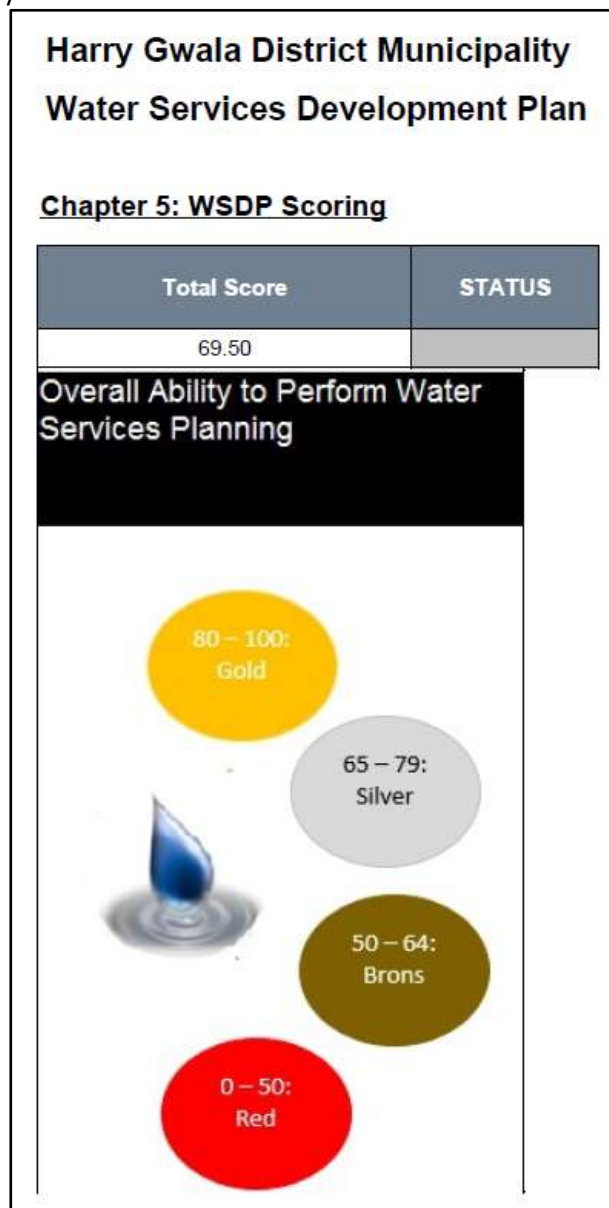 Harry Gwala District Municipality
Water Services Development Plan
Chapter 5: WSDP Scoring
Total Score STATUS
69.50
Overall Ability to Perform Water
Services Planning
80 – 100:
Gold
65 – 79:
Silver
50 – 64:
Brons
0 – 50:
Red